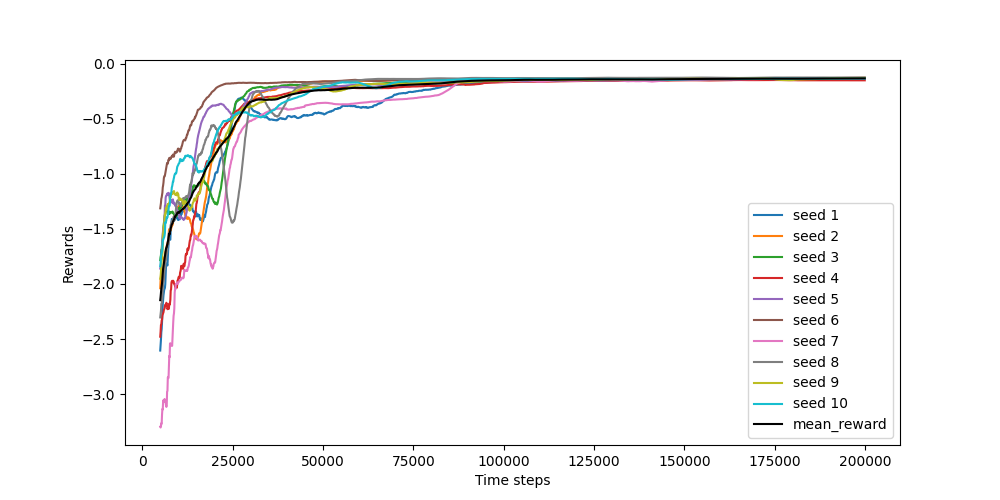 0.0
−0.5
−1.0
−1.5
−2.0
−2.5
−3.0
Rewards
0
25000
50000
75000
100000
125000
150000
175000
200000
Time steps
seed 1
seed 2
seed 3
seed 4
seed 5
seed 6
seed 7
seed 8
seed 9
seed 10
mean_reward